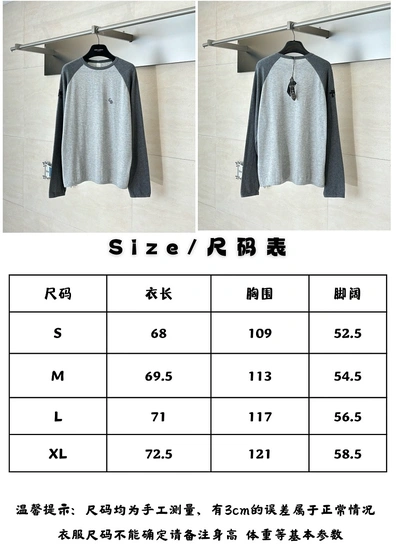 Size/尺码表
尺码 衣长 胸围 脚阔
S 68 109 52.5
M 69.5 113 54.5
L 71 117 56.5
XL 72.5 121 58.5
温馨提示：尺码均为手工测量、有3cm的误差属于正常情况
衣服尺码不能确定请备注身高 体重等基本参数